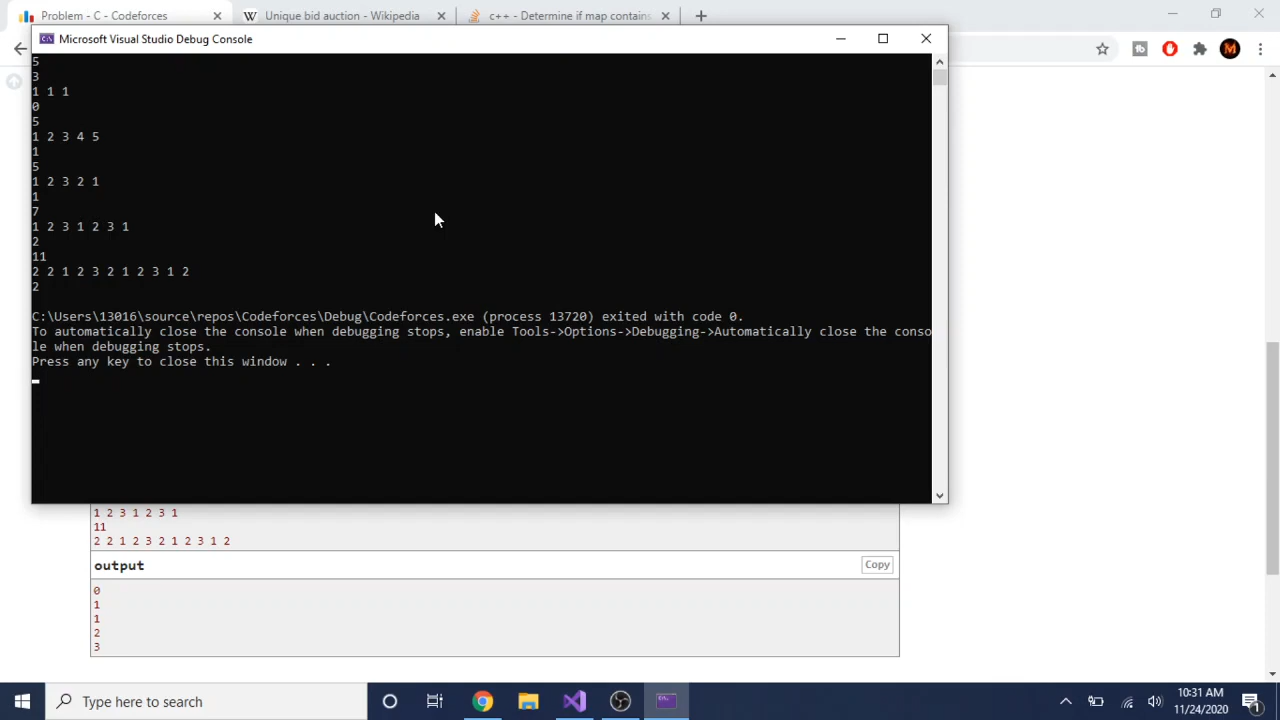 Problem - C - Codeforces
Unique bid auction - Wikipedia
c++ - Determine if map contains
Microsoft Visual Studio Debug Console
5
3
1 1 1
0
5
1 2 3 4 5
1
5
1 2 3 2 1
1
7
1 2 3 1 2 3 1
2
11
2 2 1 2 3 2 1 2 3 1 2
2
C:\Users\13016\source\repos\Codeforces\Debug\Codeforces.exe (process 13720) exited with code 0.
To automatically close the console when debugging stops, enable Tools->Options->Debugging->Automatically close the conso
le when debugging stops.
Press any key to close this window . . .
1 2 3 1 2 3 1
11
2 2 1 2 3 2 1 2 3 1 2
output
Copy
0
1
1
2
3
Type here to search
10:31 AM
11/24/2020